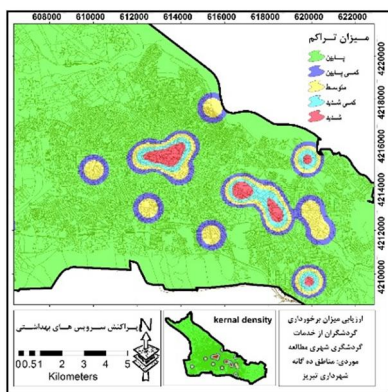 608000 610000 612000 614000 616000 618000 620000 622000
میزان تراکم
پایین
کمی پایین
متوسط
کمی شدید
شدید
4220000
4218000
4216000
4214000
4212000
4210000
پراکنش سرویس های بهداشتی
N
0 0.5 1 2 3 4 5
Kilometers
kernal density
ارزیابی میزان برخورداری
گردشگران از خدمات
گردشگری شهری مطالعه
موردی: مناطق ده گانه
شهرداری تبریز